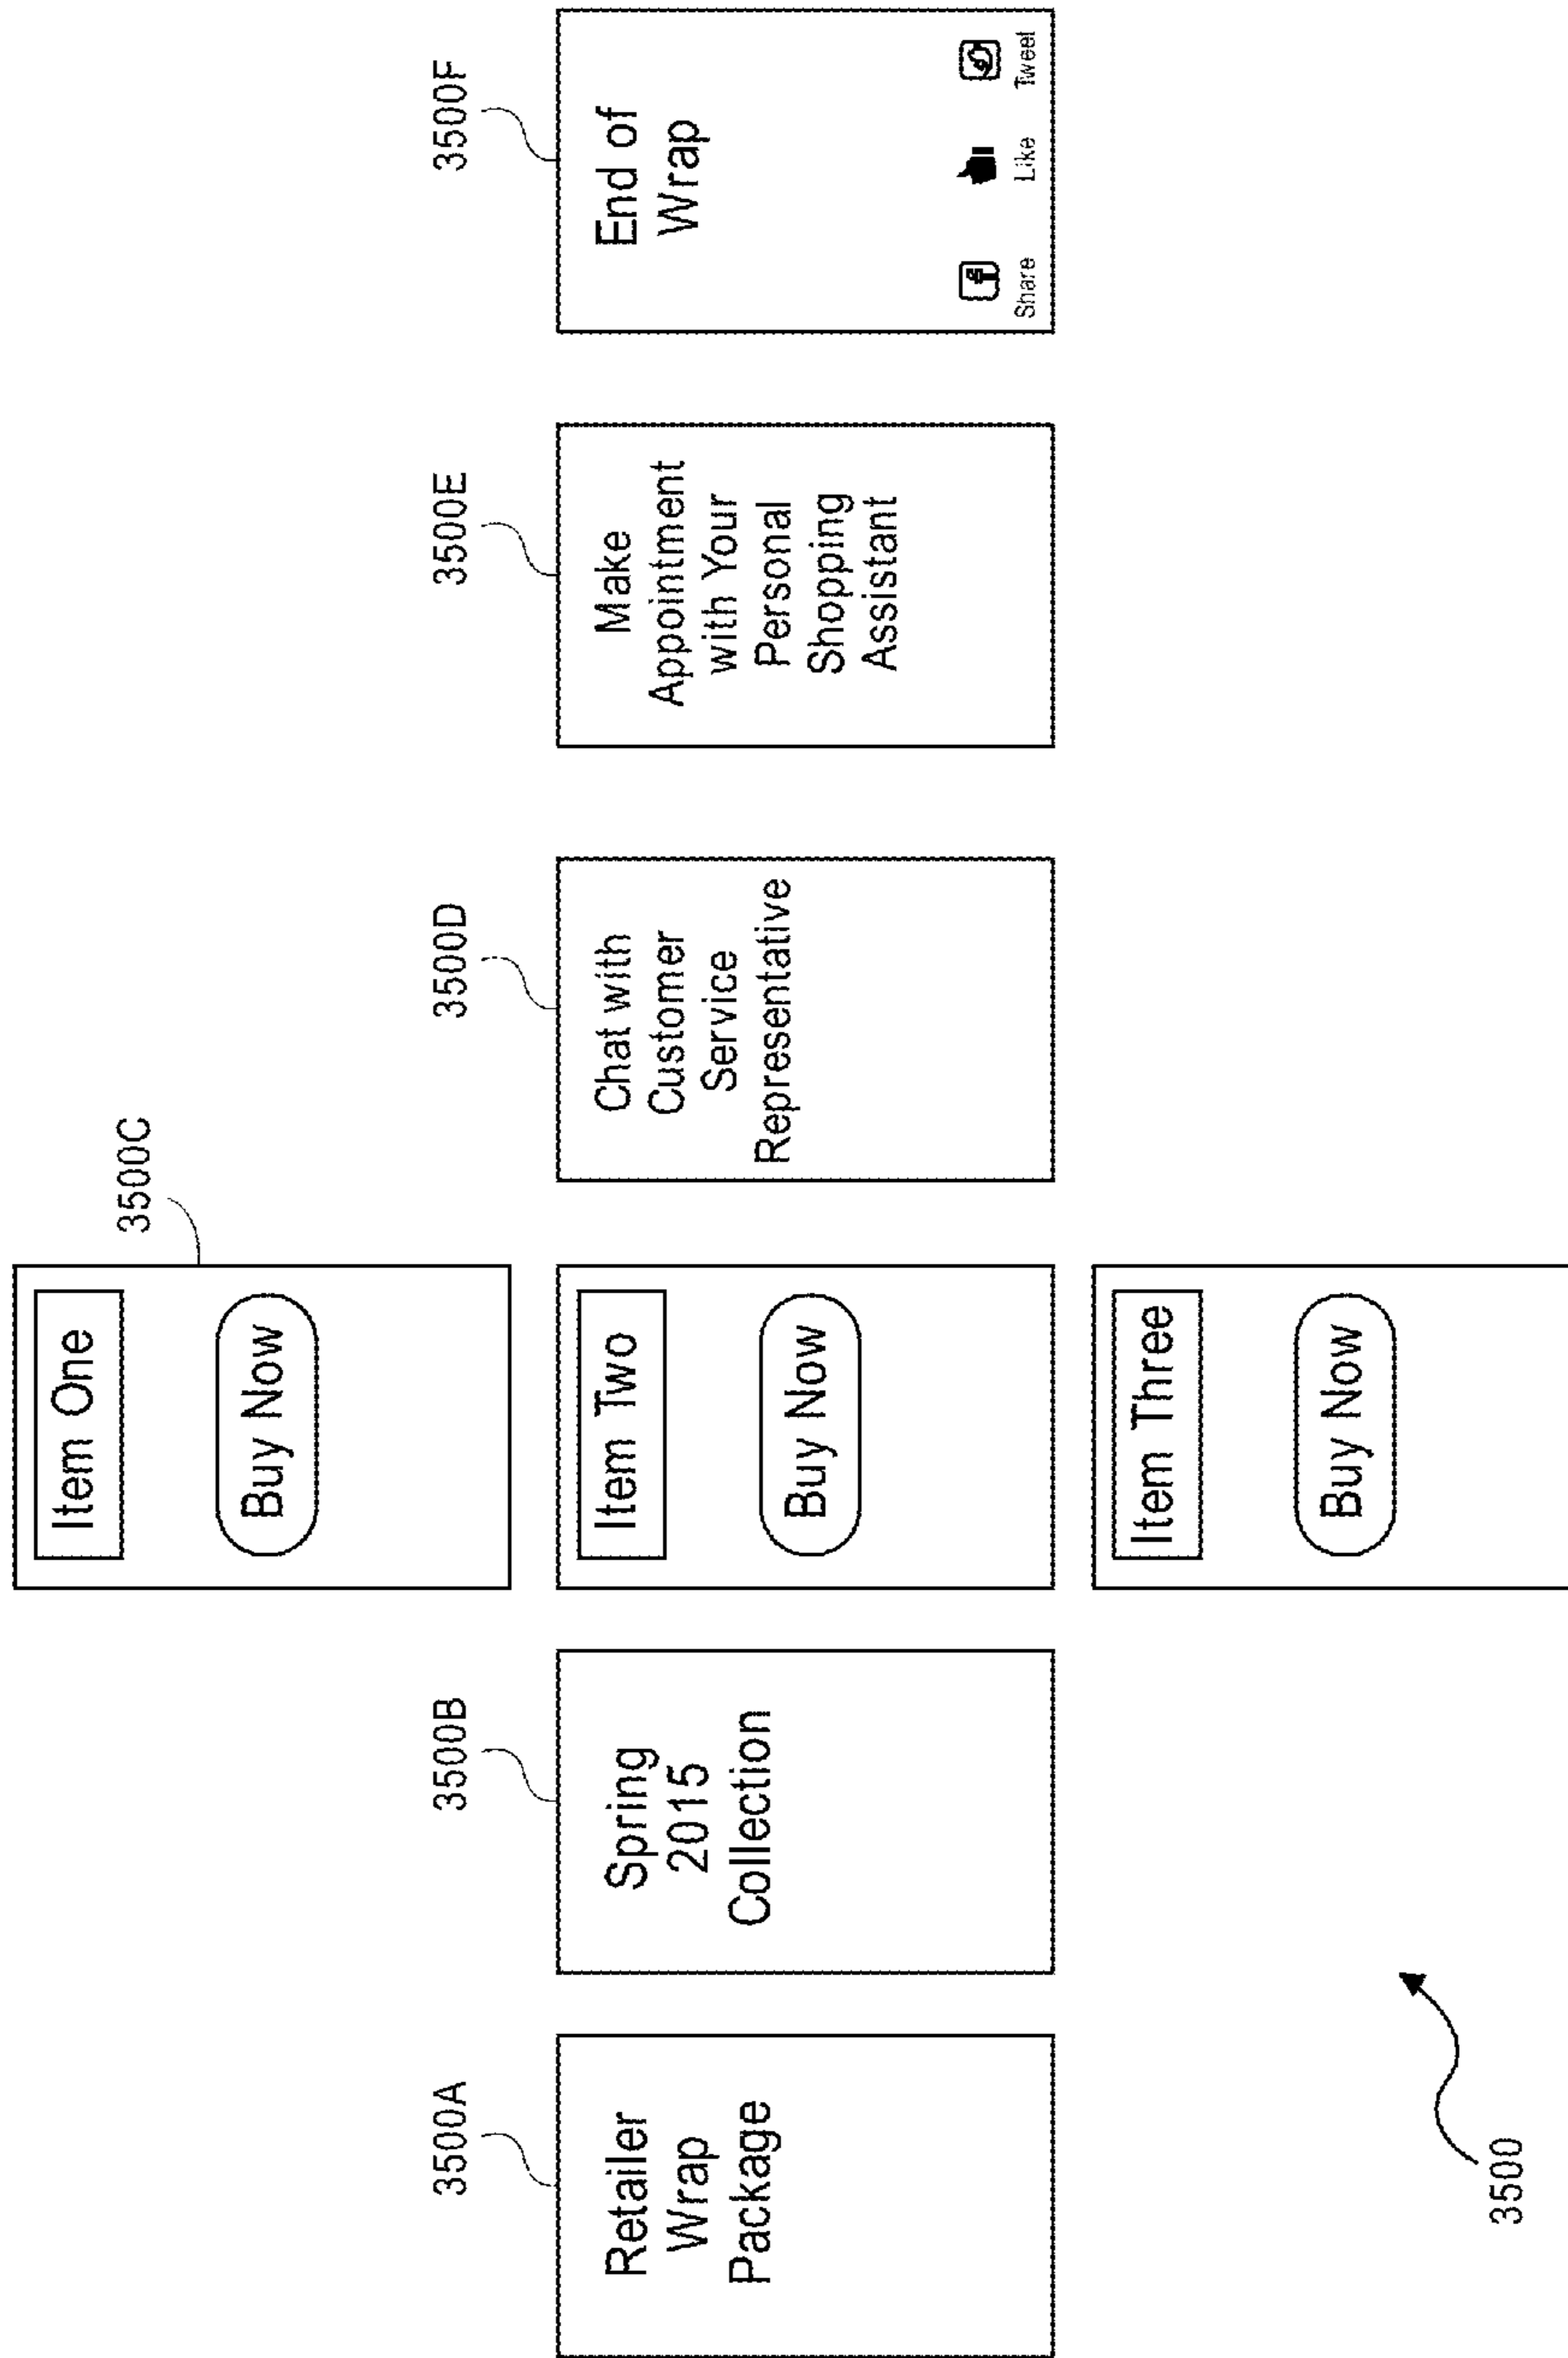 3500A
Retailer
Wrap
Package
3500B
Spring
2015
Collection
3500C
Item One
Buy Now
Item Two
Buy Now
Item Three
Buy Now
3500D
Chat with
Customer
Service
Representative
3500E
Make
Appointment
with Your
Personal
Shopping
Assistant
3500F
End of
Wrap
f
Share
Like
Tweet
3500